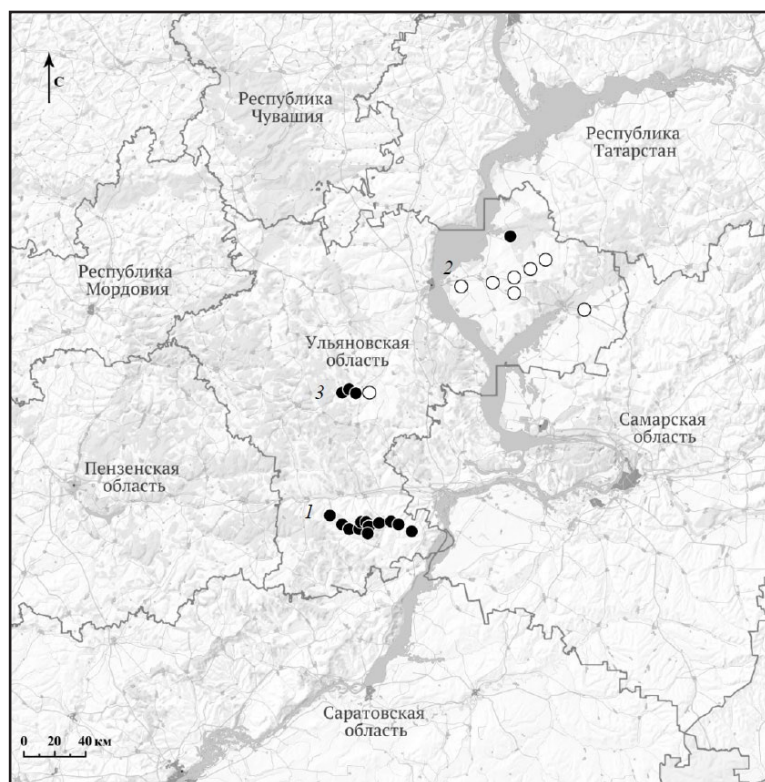 С
Республика
Чувашия
Республика
Татарстан
2
Республика
Мордовия
Ульяновская
область
3
Самарская
область
Пензенская
область
1
Саратовская
область
0 20 40 км